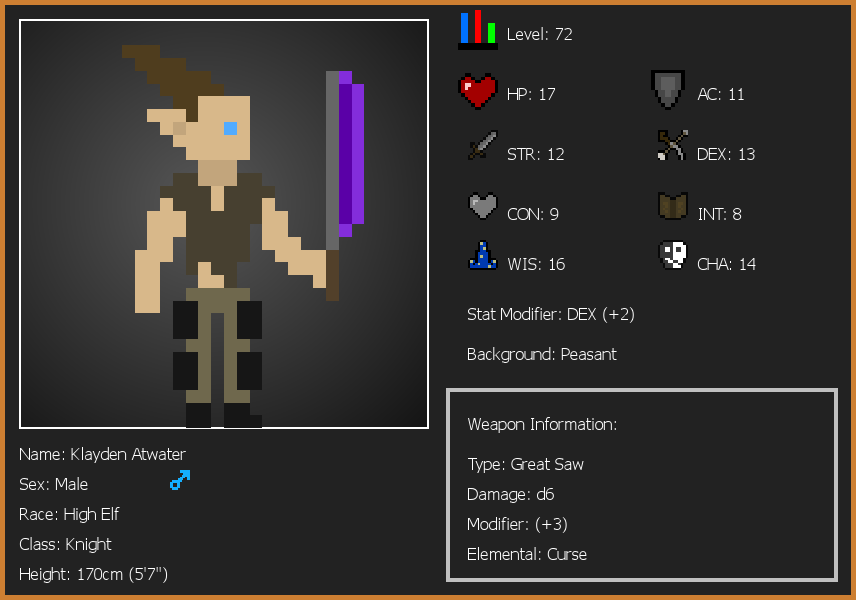 Level: 72
HP: 17
AC: 11
STR: 12
DEX: 13
CON: 9
INT: 8
WIS: 16
CHA: 14
Stat Modifier: DEX (+2)
Background: Peasant
Weapon Information:
Type: Great Saw
Damage: d6
Modifier: (+3)
Elemental: Curse
Name: Klayden Atwater
Sex: Male
Race: High Elf
Class: Knight
Height: 170cm (5'7")